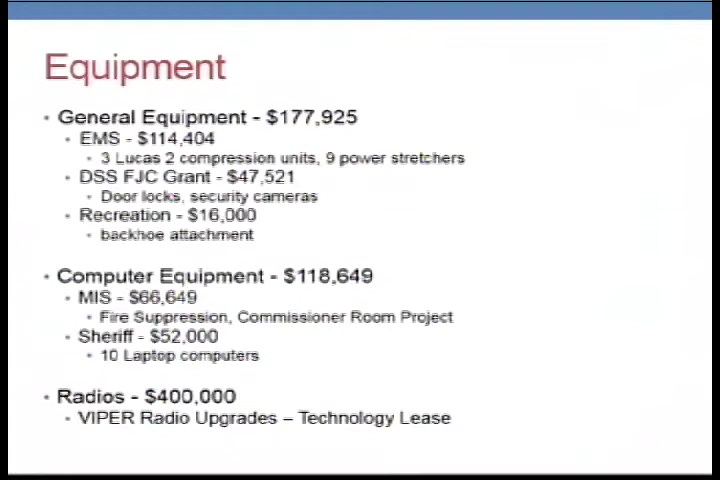 Equipment
• General Equipment - $177,925
• EMS - $114,404
• 3 Lucas 2 compression units, 9 power stretchers
• DSS FJC Grant - $47,521
• Door locks, security cameras
• Recreation - $16,000
• backhoe attachment
• Computer Equipment - $118,649
• MIS - $66,649
• Fire Suppression, Commissioner Room Project
• Sheriff - $52,000
• 10 Laptop computers
• Radios - $400,000
• VIPER Radio Upgrades – Technology Lease